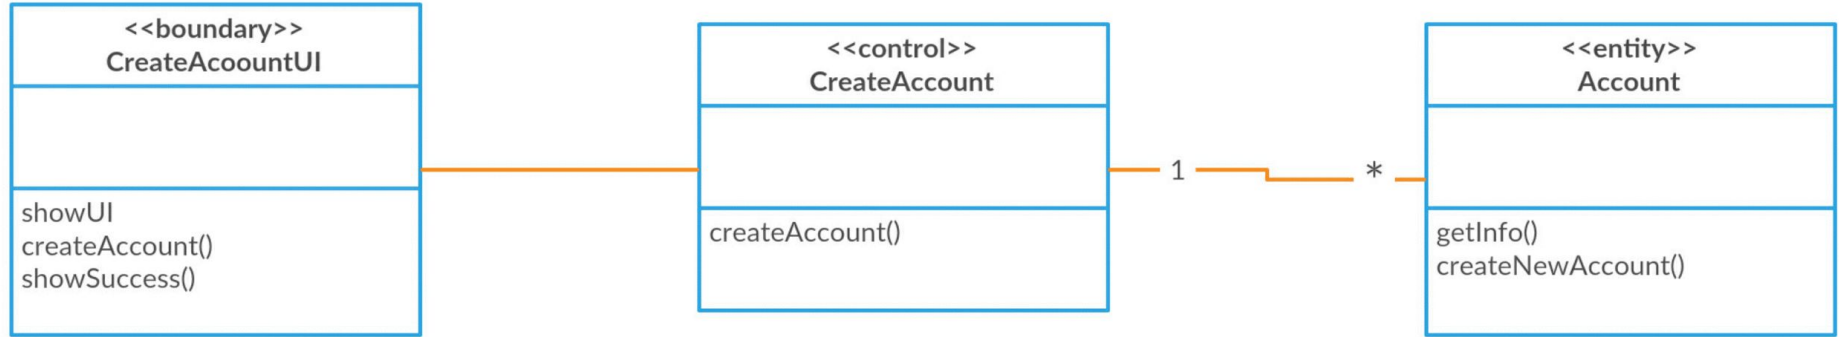 <<boundary>>
CreateAcoountUI
showUI
createAccount()
showSuccess()
<<control>>
CreateAccount
createAccount()
1
*
<<entity>>
Account
getInfo()
createNewAccount()